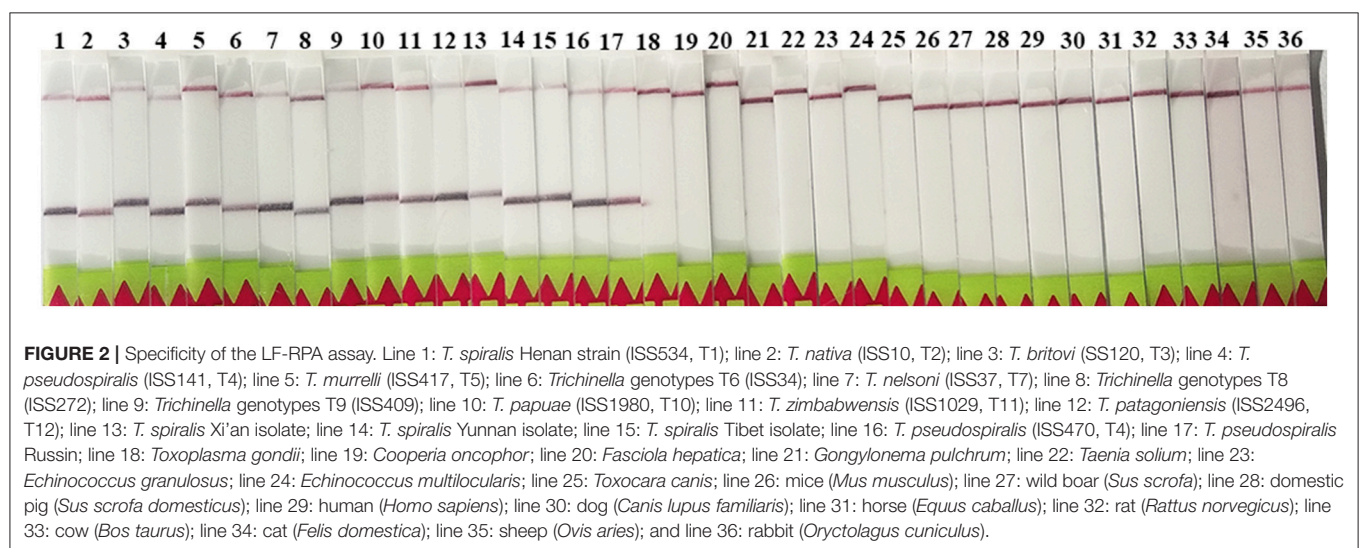 1 2 3 4 5 6 7 8 9 10 11 12 13 14 15 16 17 18 19 20 21 22 23 24 25 26 27 28 29 30 31 32 33 34 35 36
FIGURE 2 | Specificity of the LF-RPA assay. Line 1: T. spiralis Henan strain (ISS534, T1); line 2: T. nativa (ISS10, T2); line 3: T. britovi (SS120, T3); line 4: T.
pseudospiralis (ISS141, T4); line 5: T. murrelli (ISS417, T5); line 6: Trichinella genotypes T6 (ISS34); line 7: T. nelsoni (ISS37, T7); line 8: Trichinella genotypes T8
(ISS272); line 9: Trichinella genotypes T9 (ISS409); line 10: T. papuae (ISS1980, T10); line 11: T. zimbabwensis (ISS1029, T11); line 12: T. patagoniensis (ISS2496,
T12); line 13: T. spiralis Xi'an isolate; line 14: T. spiralis Yunnan isolate; line 15: T. spiralis Tibet isolate; line 16: T. pseudospiralis (ISS470, T4); line 17: T. pseudospiralis
Russin; line 18: Toxoplasma gondii; line 19: Cooperia oncophor; line 20: Fasciola hepatica; line 21: Gongylonema pulchrum; line 22: Taenia solium; line 23:
Echinococcus granulosus; line 24: Echinococcus multilocularis; line 25: Toxocara canis; line 26: mice (Mus musculus); line 27: wild boar (Sus scrofa); line 28: domestic
pig (Sus scrofa domesticus); line 29: human (Homo sapiens); line 30: dog (Canis lupus familiaris); line 31: horse (Equus caballus); line 32: rat (Rattus norvegicus); line
33: cow (Bos taurus); line 34: cat (Felis domestica); line 35: sheep (Ovis aries); and line 36: rabbit (Oryctolagus cuniculus).